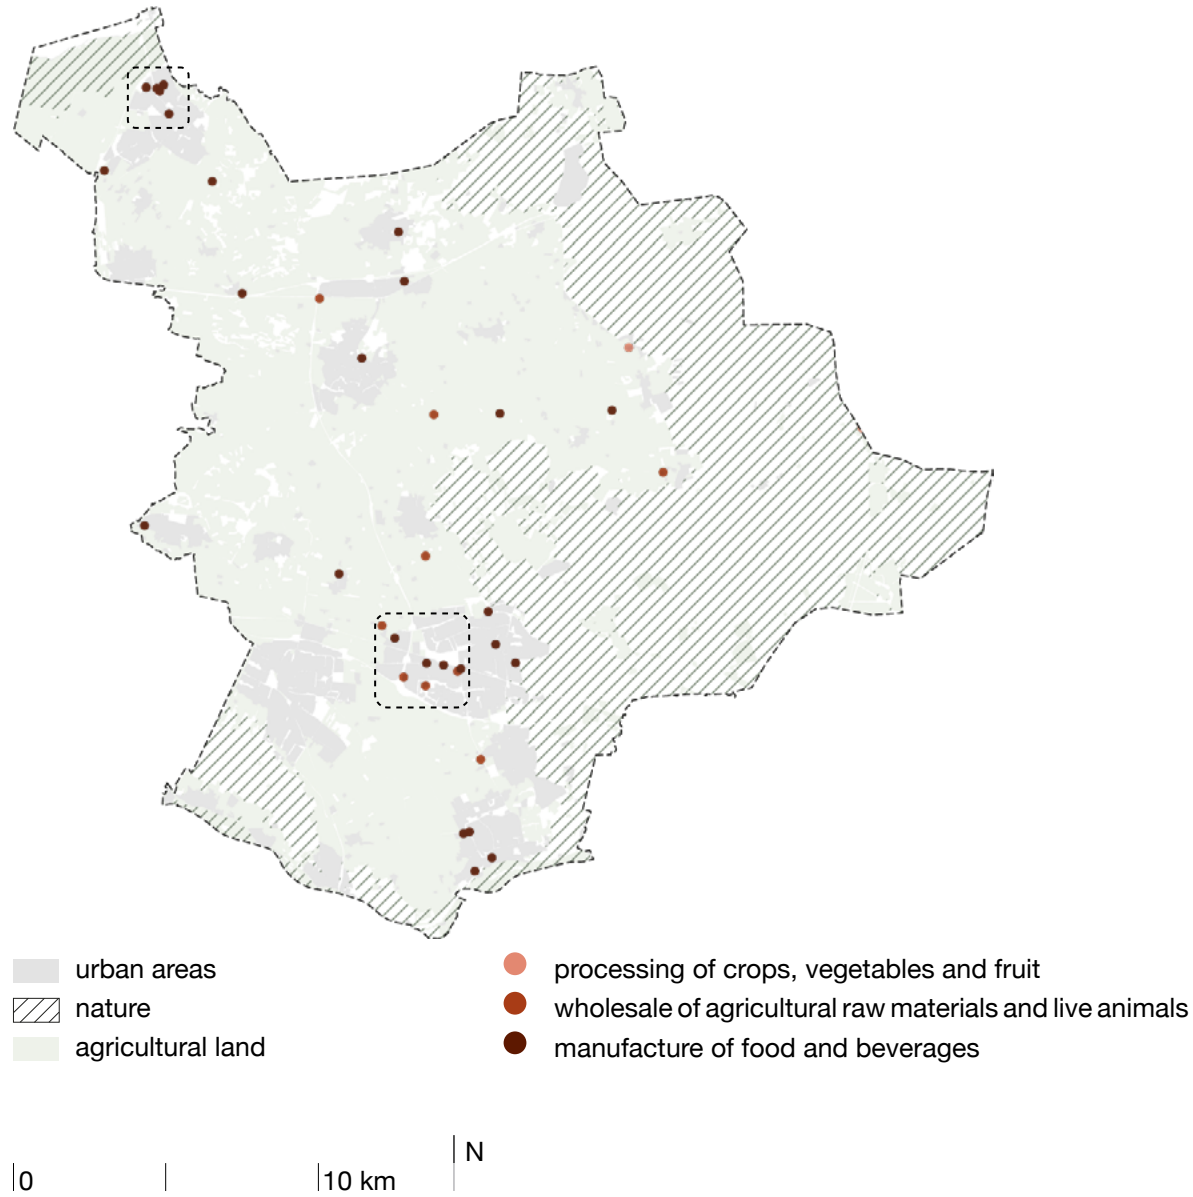 urban areas
nature
agricultural land
processing of crops, vegetables and fruit
wholesale of agricultural raw materials and live animals
manufacture of food and beverages
N
0
10 km